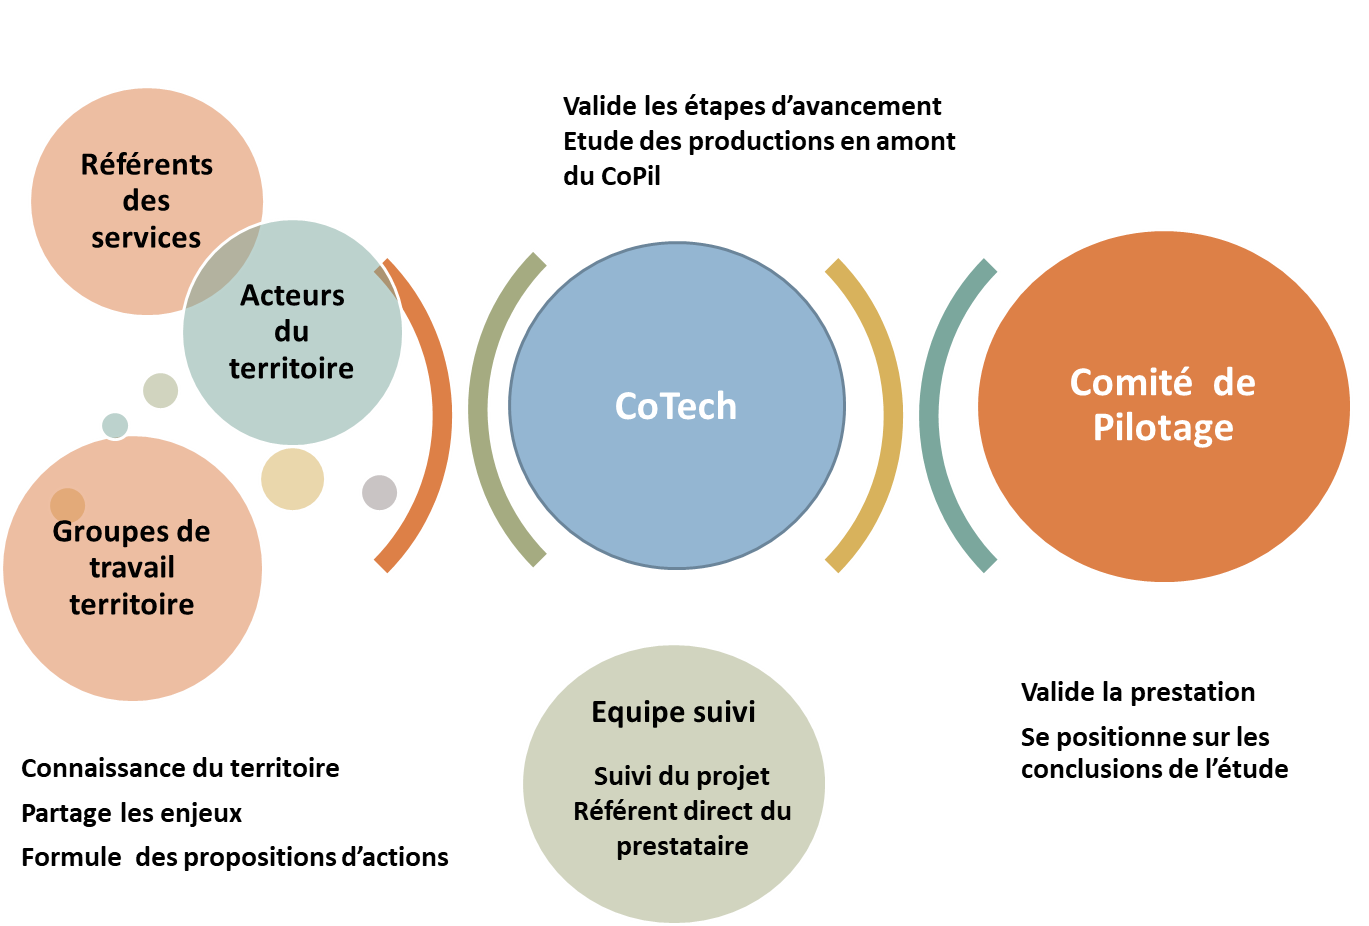 Valide les étapes d’avancement
Etude des productions en amont
du CoPil
Référents
des
services
Acteurs
du
territoire
Groupes de
travail
territoire
CoTech
Comité  de
Pilotage
Equipe suivi
Suivi du projet
Référent direct du
prestataire
Connaissance du territoire
Partage les enjeux
Formule  des propositions d’actions
Valide la prestation
Se positionne sur les
conclusions de l’étude